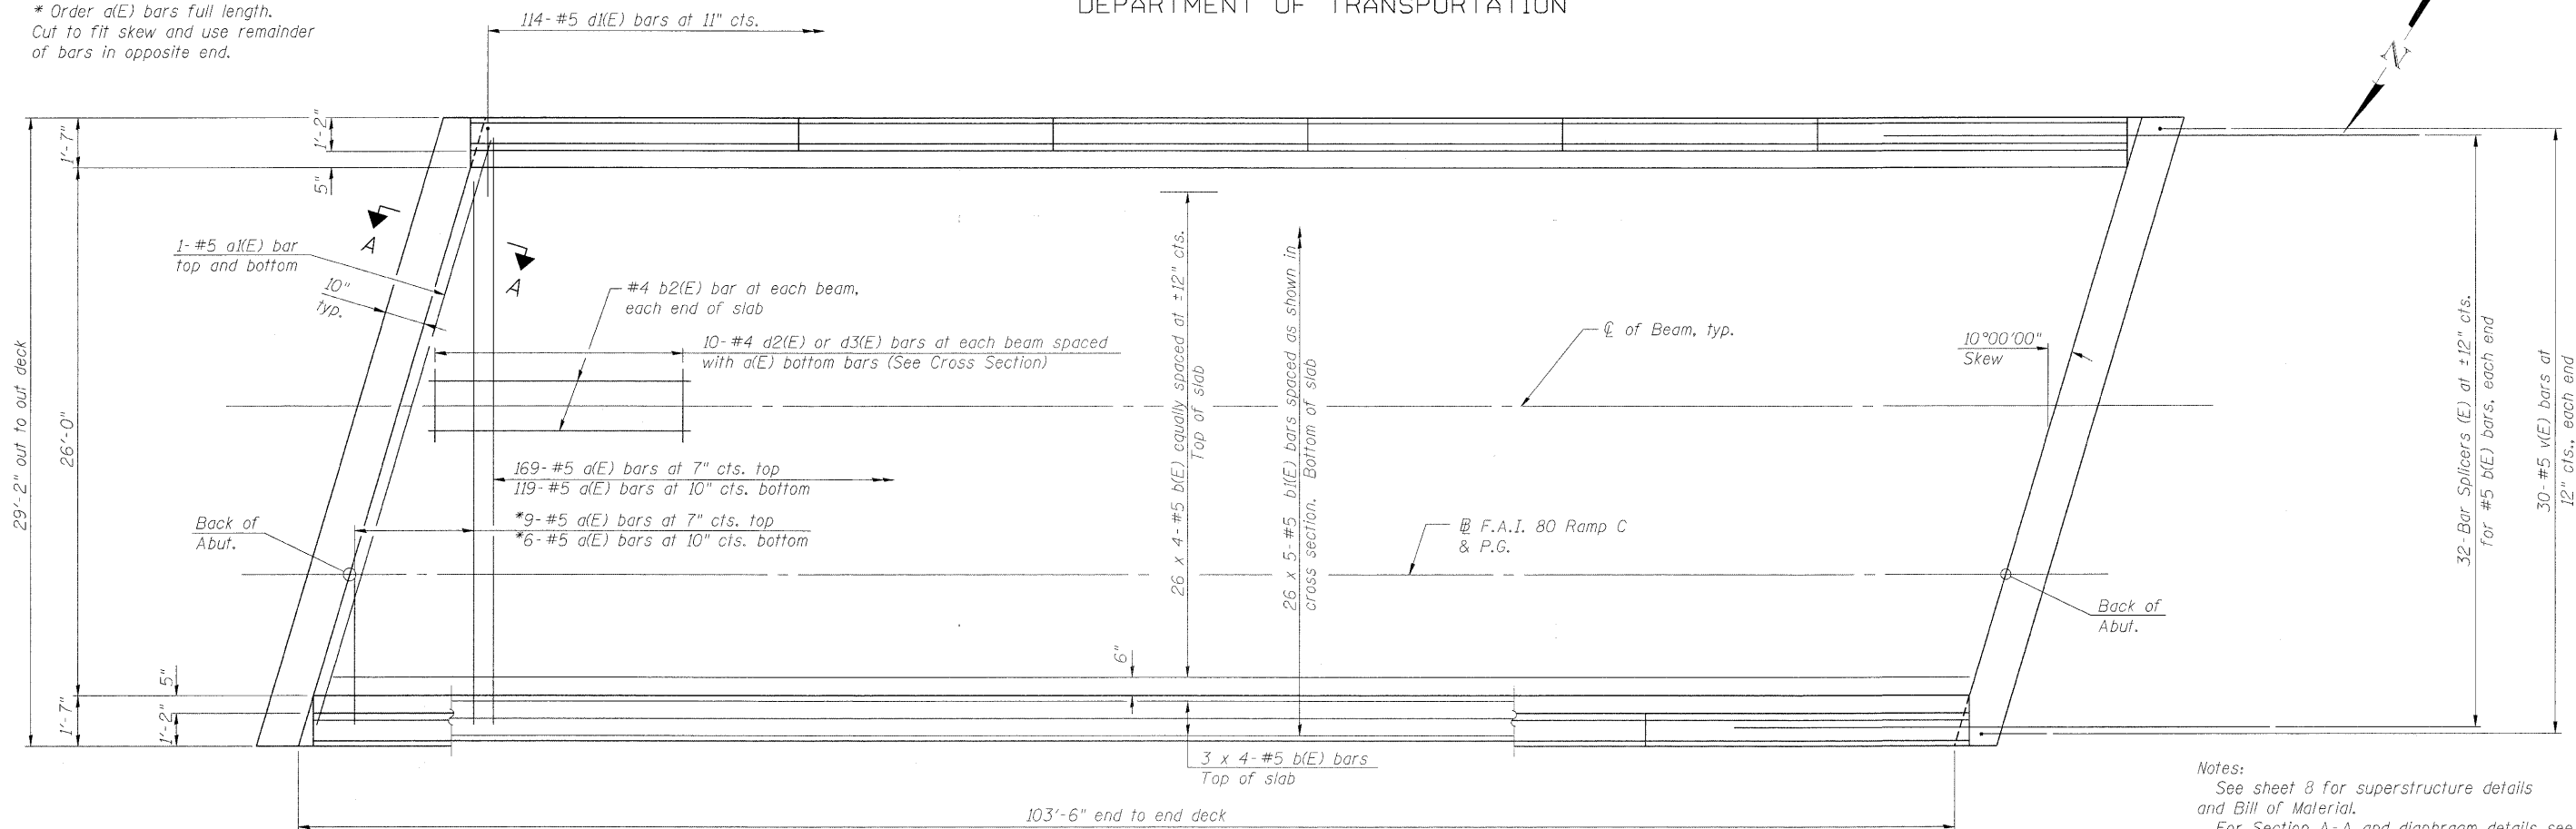 * Order a(E) bars full length.
Cut to fit skew and use remainder
of bars in opposite end.
114-#5 d1(E) bars at 11" cts.
DEPARTMENT OF TRANSPORTATION
N
1'-7"
1'-2"
5"
A
A
1-#5 a1(E) bar
top and bottom
10"
typ.
#4 b2(E) bar at each beam,
each end of slab
10-#4 d2(E) or d3(E) bars at each beam spaced
with a(E) bottom bars (See Cross Section)
℄ of Beam, typ.
10°00'00"
Skew
29'-2" out to out deck
26'-0"
169-#5 a(E) bars at 7" cts. top
119-#5 a(E) bars at 10" cts. bottom
*9-#5 a(E) bars at 7" cts. top
*6-#5 a(E) bars at 10" cts. bottom
Back of
Abut.
26 x 4-#5 b(E) equally spaced at ±12" cts.
Top of slab
26 x 5-#5 b1(E) bars spaced as shown in
cross section. Bottom of slab
B F.A.I. 80 Ramp C
& P.G.
Back of
Abut.
32-Bar Splicers (E) at ±12" cts.
for #5 b(E) bars, each end
30-#5 v(E) bars at
12" cts., each end
6"
5"
1'-7"
1'-2"
3 x 4-#5 b(E) bars
Top of slab
103'-6" end to end deck
Notes:
See sheet 8 for superstructure details
and Bill of Material.
For Section A-A and diaphragm details see